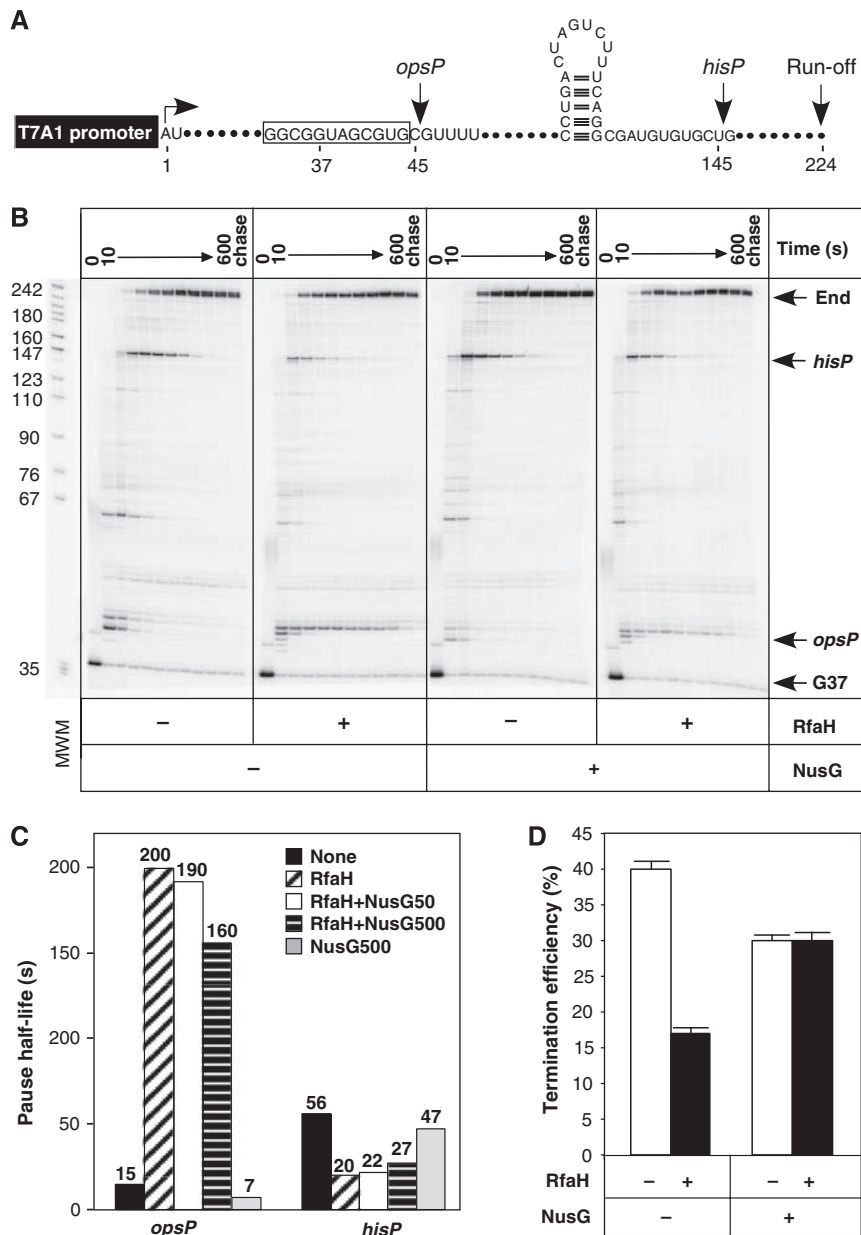 A
opsP
hisP
Run-off
T7A1 promoter
AU
GGCGGUAGCGUGCGUUUU
CCUGACUAGUCUUUCAGG
GCGAUGUGUGCUG
1
37
45
145
224
B
0
10
600
chase
0
10
600
chase
0
10
600
chase
0
10
600
chase
Time (s)
242
180
160
147
123
110
90
76
67
35
End
hisP
opsP
G37
MWM
–
+
–
+
RfaH
–
+
NusG
C
Pause half-life (s)
200
150
200
50
0
15
200
190
160
7
56
20
22
27
47
None
RfaH
RfaH+NusG50
RfaH+NusG500
NusG500
opsP
hisP
D
Termination efficiency (%)
45
40
35
30
25
20
15
10
5
0
RfaH
–
+
–
+
NusG
–
+